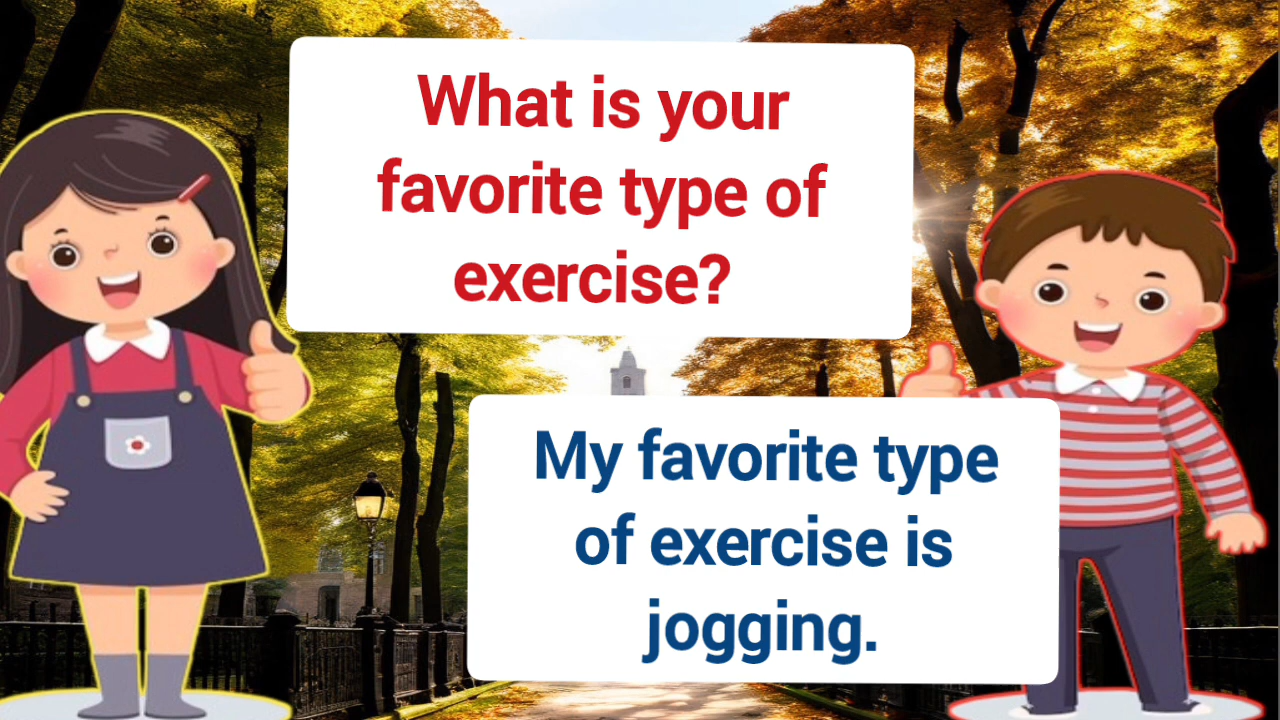 What is your
favorite type of
exercise?
My favorite type
of exercise is
jogging.